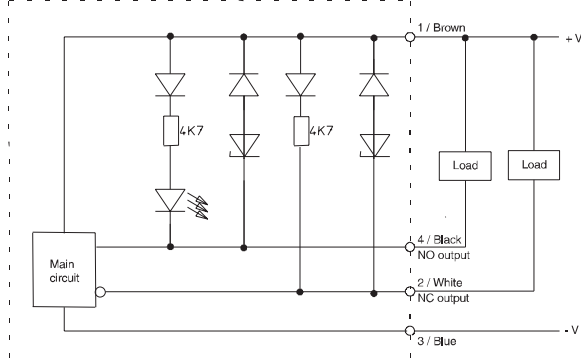 1 / Brown
+ V
4K7
4K7
Load
Load
4 / Black
NO output
Main
circuit
2 / White
NC output
3 / Blue
- V